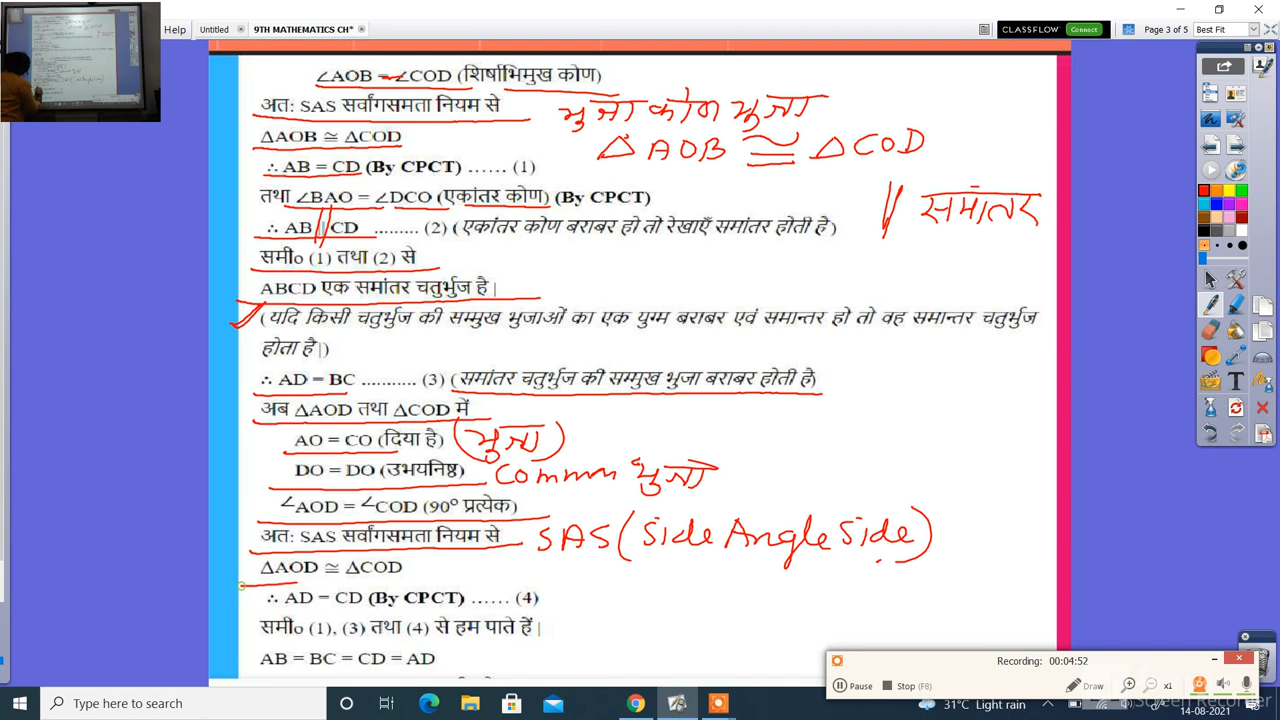 Help Untitled 9TH MATHEMATICS CH* CLASSFLOW Connect Page 3 of 5 Best Fit
∠AOB = ∠COD (शिर्षाभिमुख कोण)
अत: SAS सर्वांगसमता नियम से भुजा कोन भुजा
ΔAOB ≅ ΔCOD Δ AOB ≅ Δ COD
∴ AB = CD (By CPCT) …… (1)
तथा ∠BAO = ∠DCO (एकांतर कोण) (By CPCT)
|| समांतर
∴ AB || CD ……... (2) ( एकांतर कोण बराबर हो तो रेखाएँ समांतर होती है )
समी० (1) तथा (2) से
ABCD एक समांतर चतुर्भुज है |
( यदि किसी चतुर्भुज की सम्मुख भुजाओं का एक युग्म बराबर एवं समान्तर हो तो वह समान्तर चतुर्भुज
होता है |)
∴ AD = BC ……….. (3) ( समांतर चतुर्भुज की सम्मुख भुजा बराबर होती है)
अब ΔAOD तथा ΔCOD में
AO = CO (दिया है) (भुजा)
DO = DO (उभयनिष्ठ) Common भुजा
∠AOD = ∠COD (90° प्रत्येक)
अत: SAS सर्वांगसमता नियम से SAS (Side Angle Side)
ΔAOD ≅ ΔCOD
∴ AD = CD (By CPCT) …… (4)
समी० (1), (3) तथा (4) से हम पाते हें |
AB = BC = CD = AD
Recording: 00:04:52
Pause Stop (F8) Draw x1
Screen Recorder
Type here to search 31°C Light rain 14-08-2021